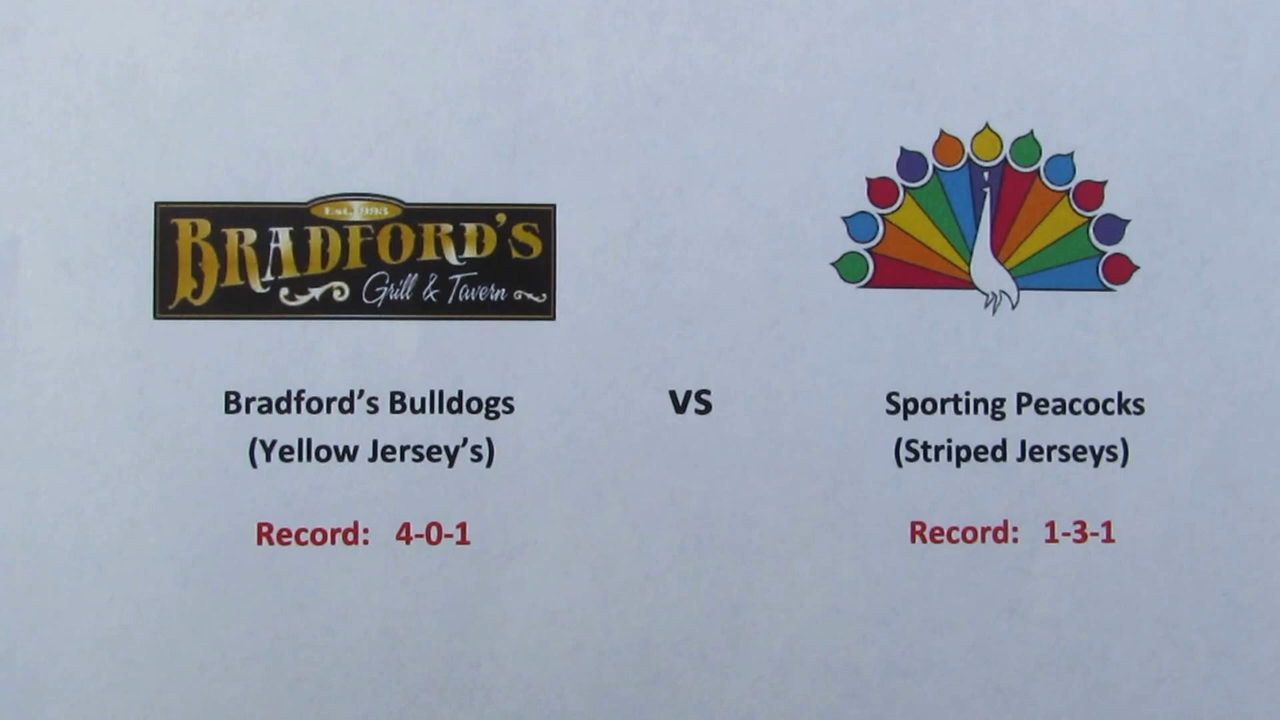 BRADFORD'S
Grill & Tavern
Bradford's Bulldogs
(Yellow Jersey's)
Record: 4-0-1
VS
Sporting Peacocks
(Striped Jerseys)
Record: 1-3-1